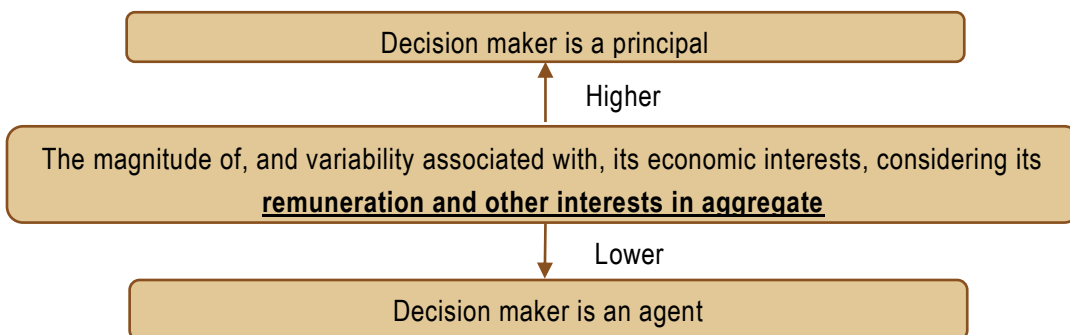 Decision maker is a principal
Higher
The magnitude of, and variability associated with, its economic interests, considering its
remuneration and other interests in aggregate
Lower
Decision maker is an agent